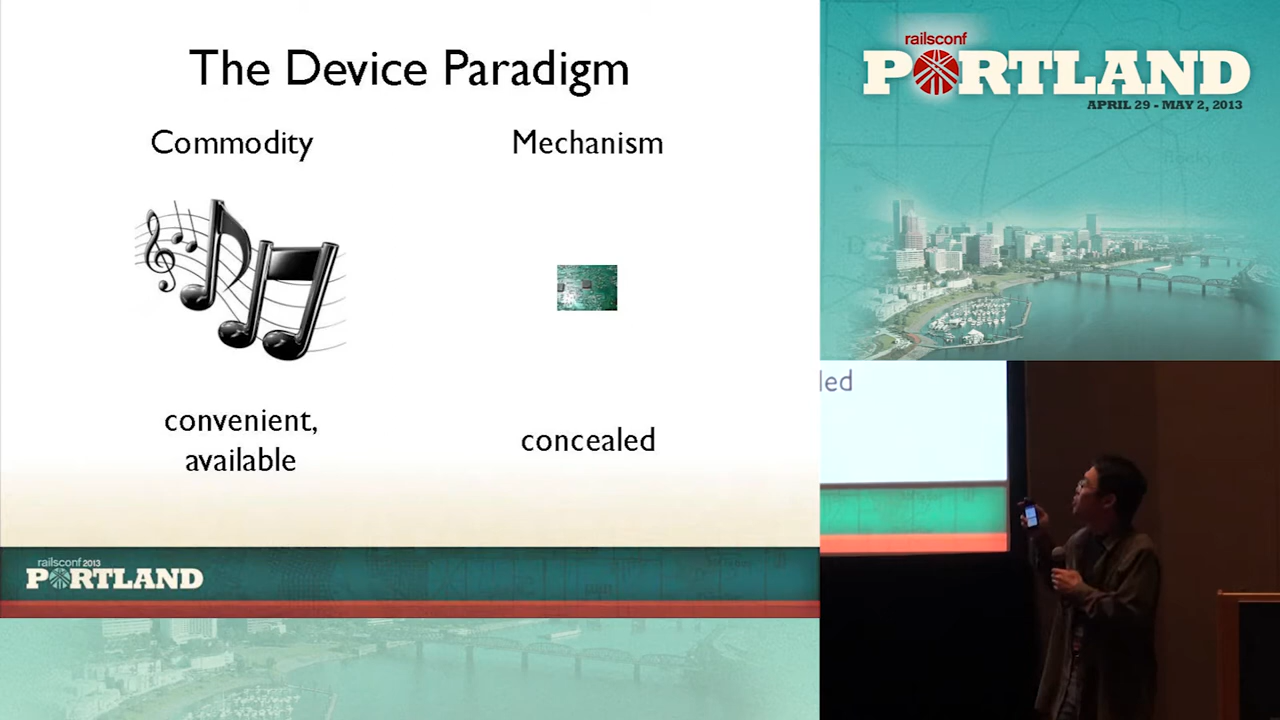 The Device Paradigm
Commodity
Mechanism
convenient,
available
concealed
railsconf 2013
PORTLAND
railsconf
PORTLAND
APRIL 29 - MAY 2, 2013
led